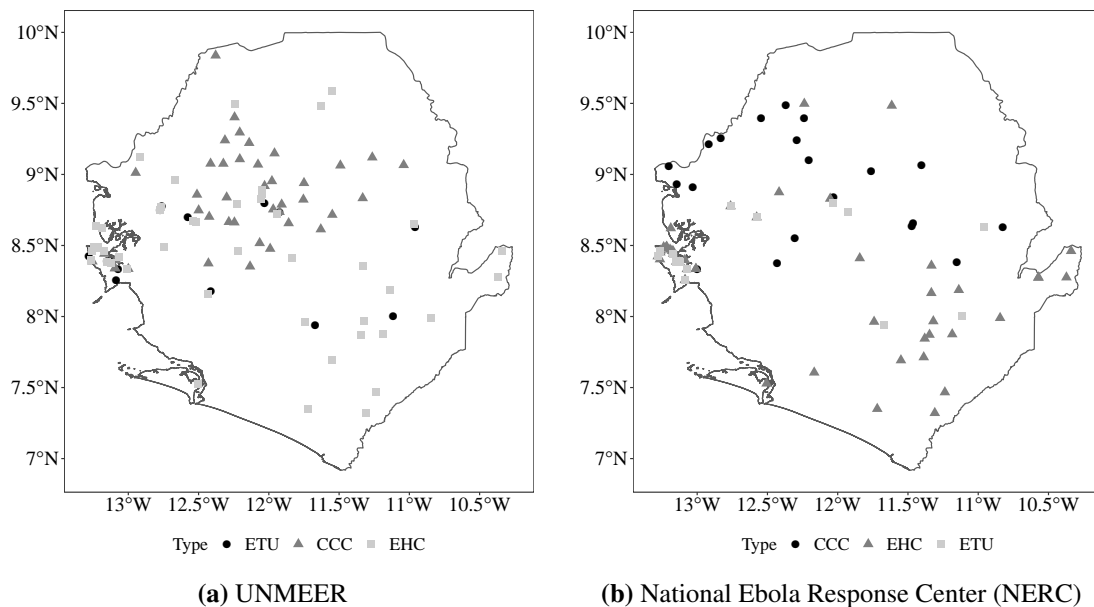 10°N
9.5°N
9°N
8.5°N
8°N
7.5°N
7°N
13°W 12.5°W 12°W 11.5°W 11°W 10.5°W
Type ETU CCC EHC
(a) UNMEER
10°N
9.5°N
9°N
8.5°N
8°N
7.5°N
7°N
13°W 12.5°W 12°W 11.5°W 11°W 10.5°W
Type CCC EHC ETU
(b) National Ebola Response Center (NERC)